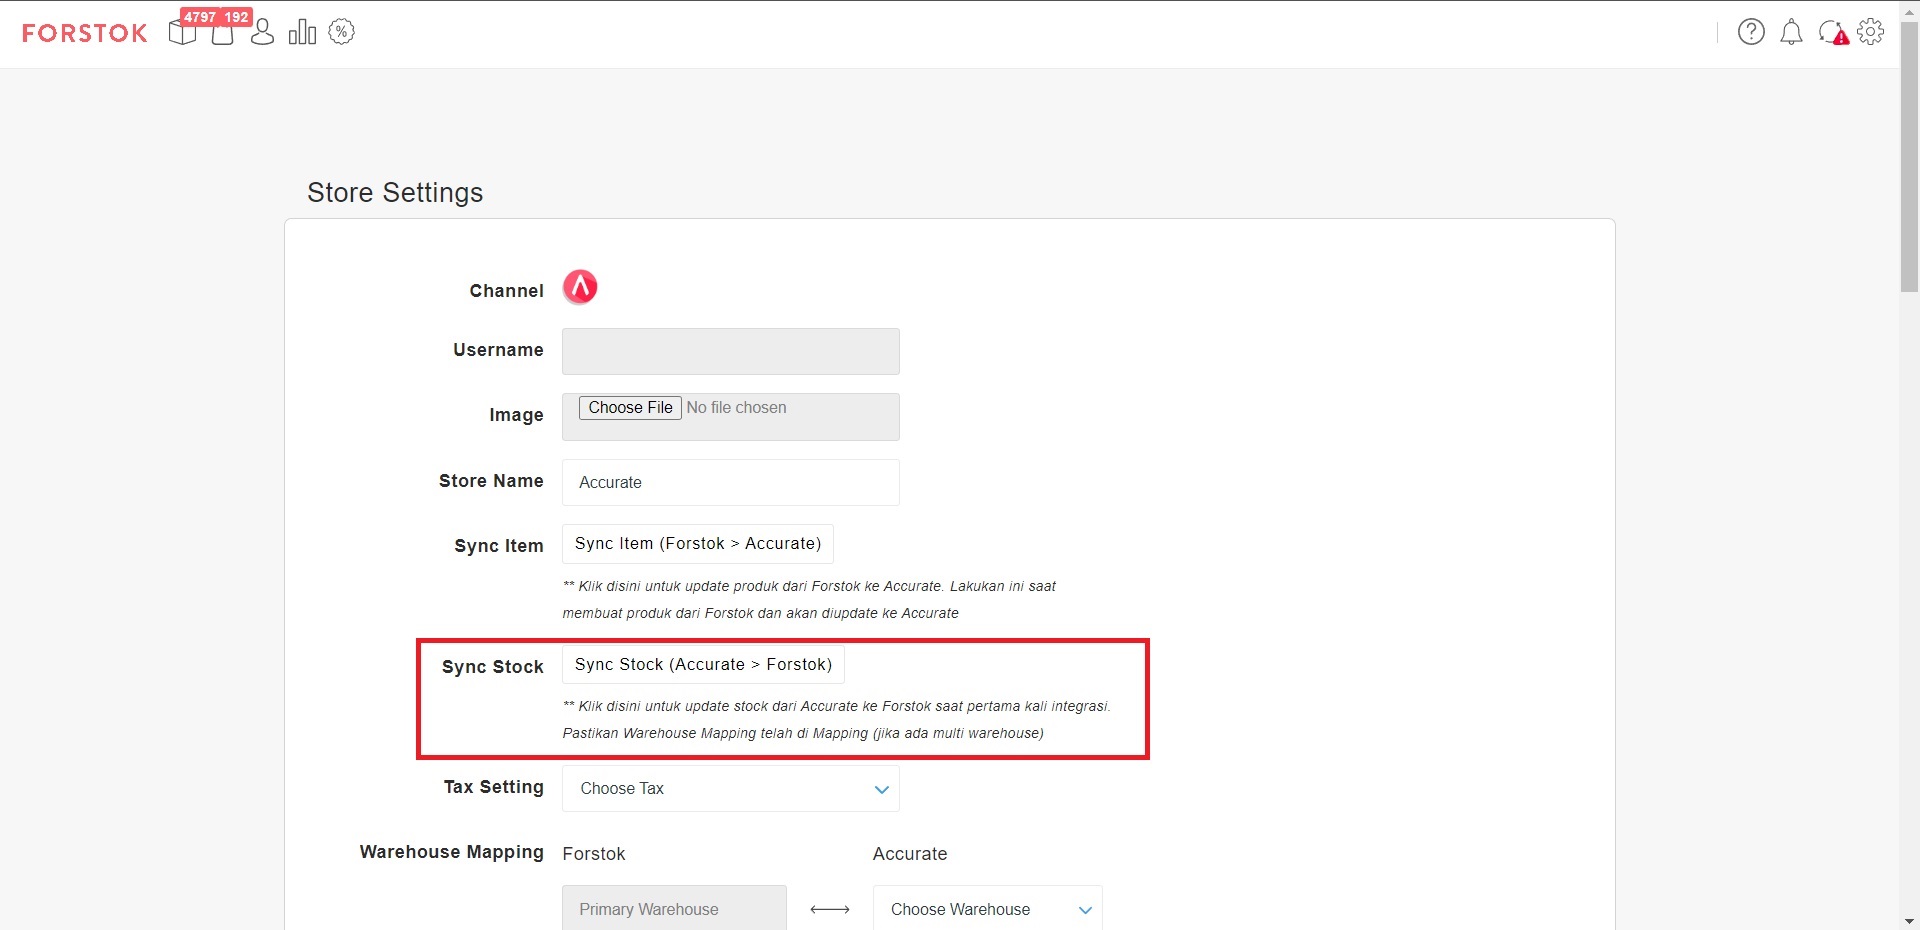 FORSTOK
4797 192
Store Settings
Channel
Username
Image
Choose File No file chosen
Store Name
Accurate
Sync Item
Sync Item (Forstok > Accurate)
** Klik disini untuk update produk dari Forstok ke Accurate. Lakukan ini saat
membuat produk dari Forstok dan akan diupdate ke Accurate
Sync Stock
Sync Stock (Accurate > Forstok)
** Klik disini untuk update stock dari Accurate ke Forstok saat pertama kali integrasi.
Pastikan Warehouse Mapping telah di Mapping (jika ada multi warehouse)
Tax Setting
Choose Tax
Warehouse Mapping
Forstok
Accurate
Primary Warehouse
Choose Warehouse